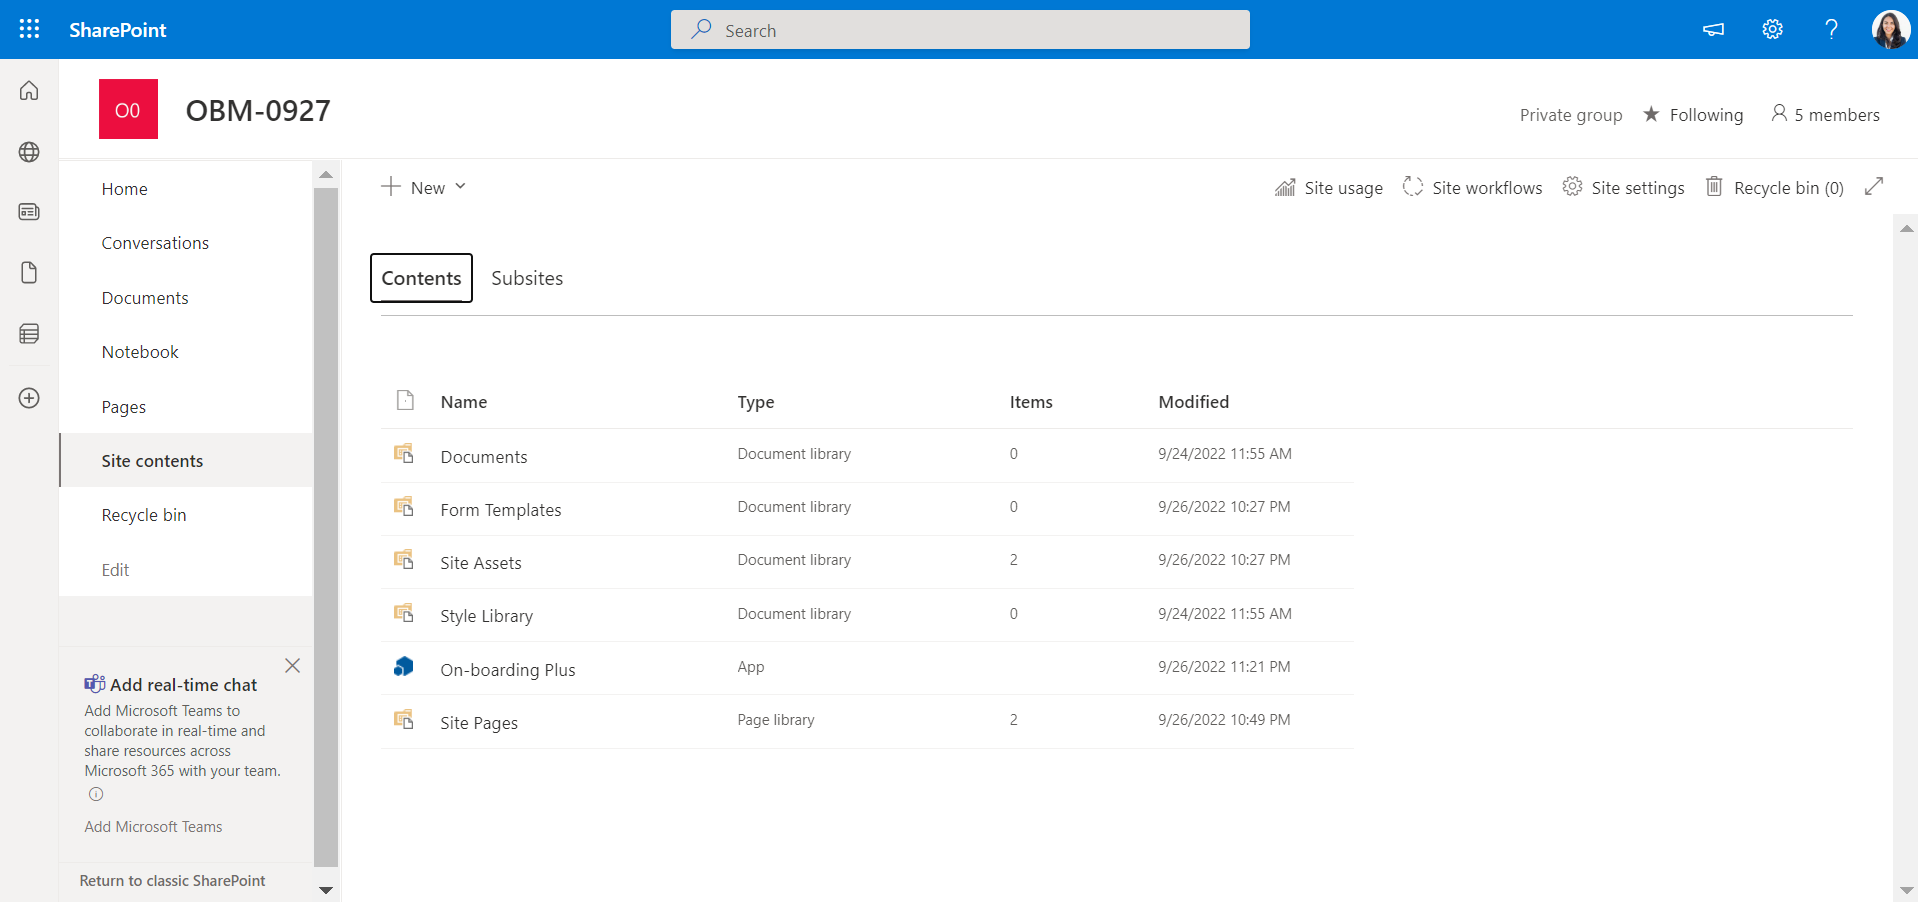 SharePoint
Search
O0
OBM-0927
Private group
Following
5 members
Home
Conversations
Documents
Notebook
Pages
Site contents
Recycle bin
Edit
Add real-time chat
Add Microsoft Teams to
collaborate in real-time and
share resources across
Microsoft 365 with your team.
Add Microsoft Teams
Return to classic SharePoint
New
Site usage
Site workflows
Site settings
Recycle bin (0)
Contents Subsites
Name Type Items Modified
Documents Document library 0 9/24/2022 11:55 AM
Form Templates Document library 0 9/26/2022 10:27 PM
Site Assets Document library 2 9/26/2022 10:27 PM
Style Library Document library 0 9/24/2022 11:55 AM
On-boarding Plus App 9/26/2022 11:21 PM
Site Pages Page library 2 9/26/2022 10:49 PM